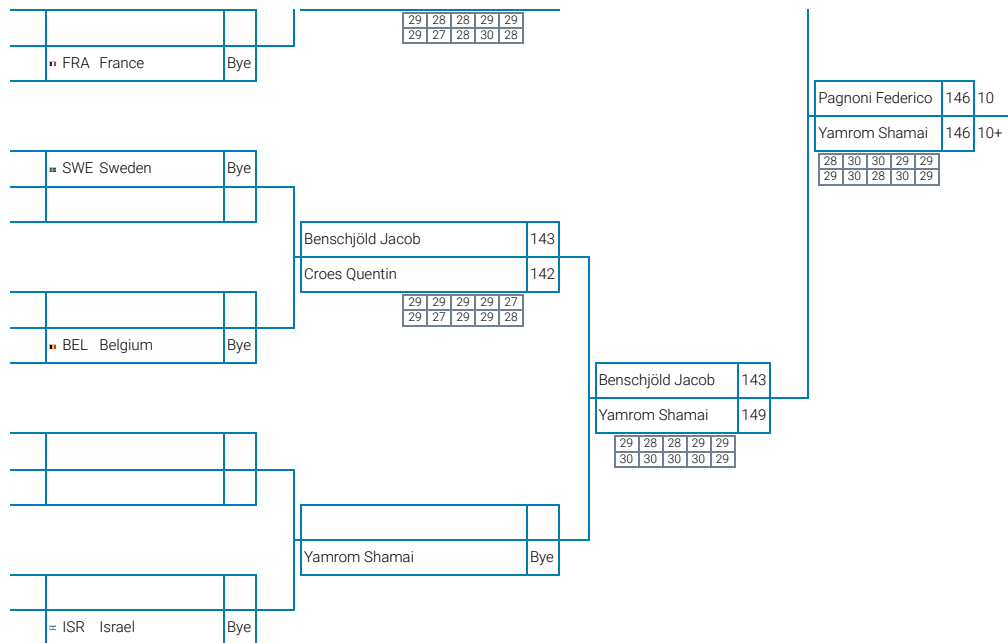 29 28 28 29 29
29 27 28 30 28
FRA France Bye
Pagnoni Federico 146 10
Yamrom Shamai 146 10+
28 30 30 29 29
29 30 28 30 29
SWE Sweden Bye
Benschjöld Jacob 143
Croes Quentin 142
29 29 29 29 27
29 27 29 29 28
BEL Belgium Bye
Benschjöld Jacob 143
Yamrom Shamai 149
29 28 28 29 29
30 30 30 30 29
Yamrom Shamai Bye
ISR Israel Bye